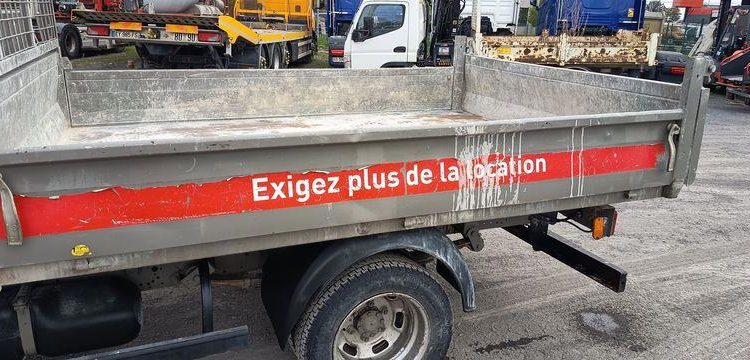 Exigez plus de la location